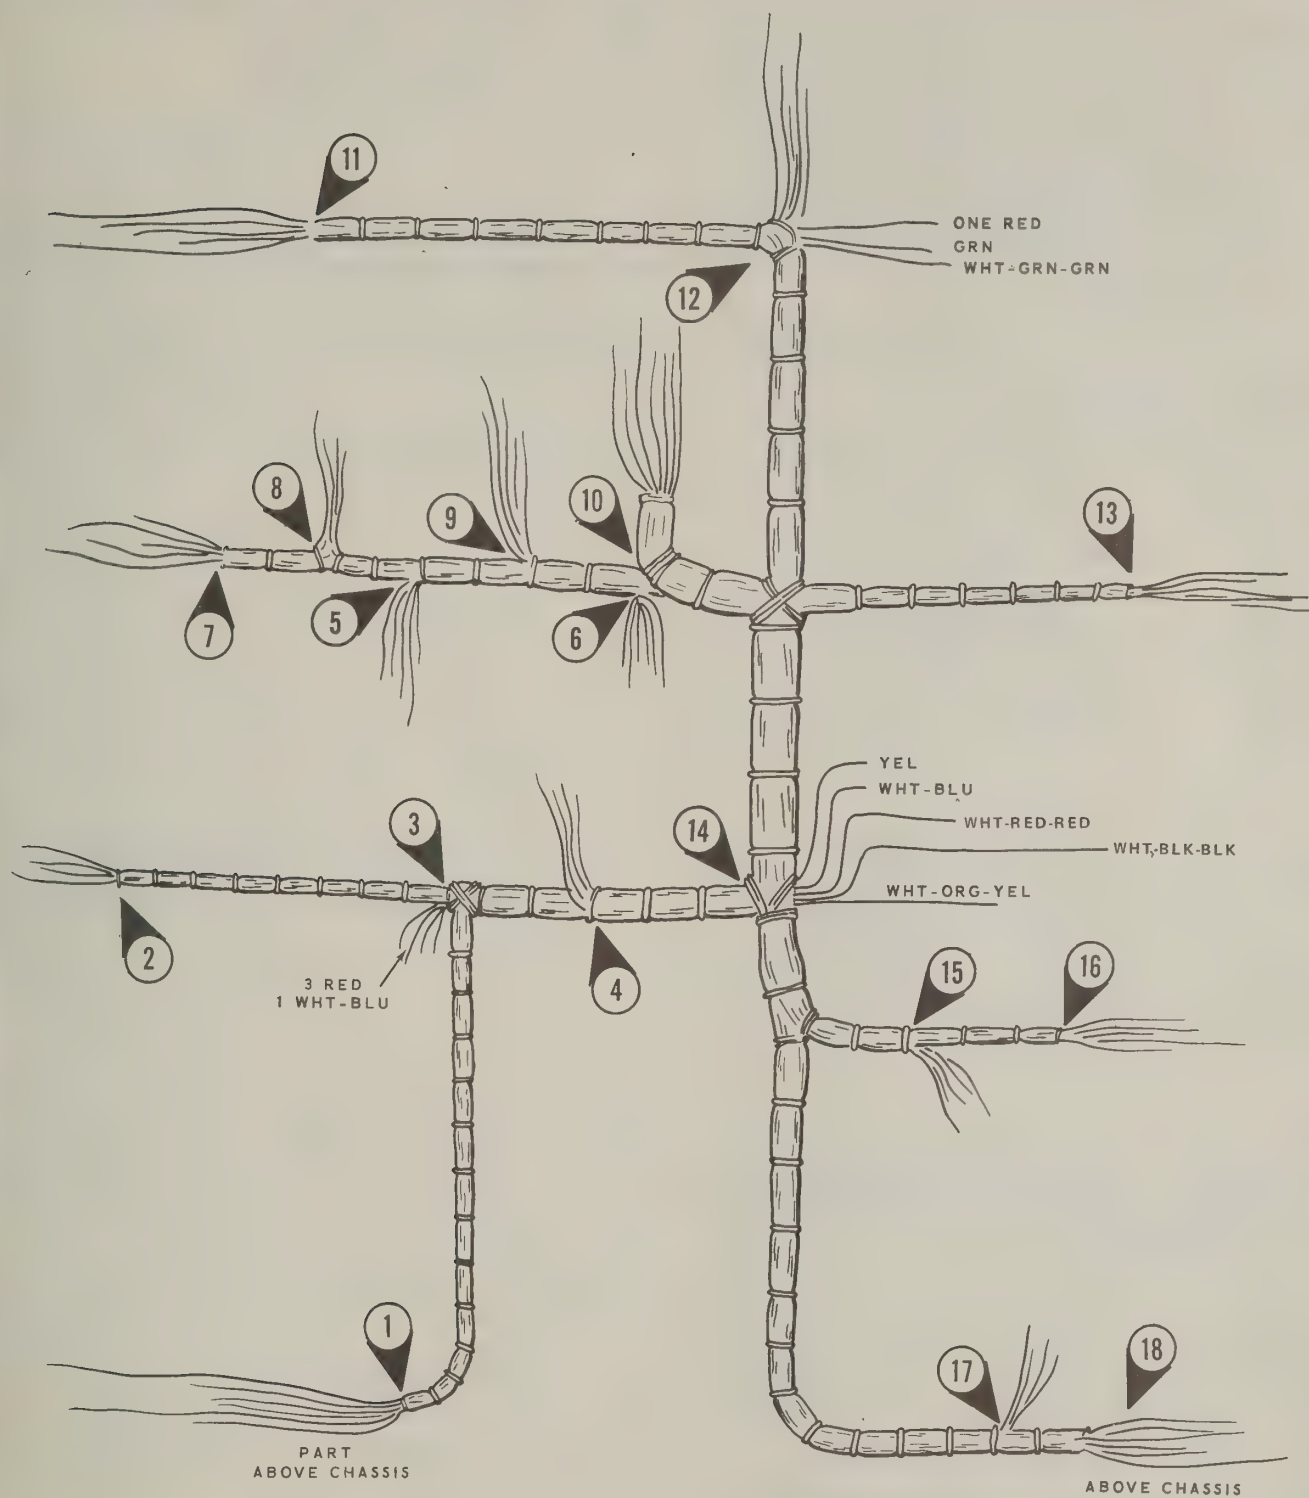 11
ONE RED
GRN
WHT-GRN-GRN
12
8
9
10
13
7
5
6
YEL
WHT-BLU
WHT-RED-RED
WHT-BLK-BLK
WHT-ORG-YEL
3
14
2
3 RED
1 WHT-BLU
4
15
16
1
17
18
PART
ABOVE CHASSIS
ABOVE CHASSIS